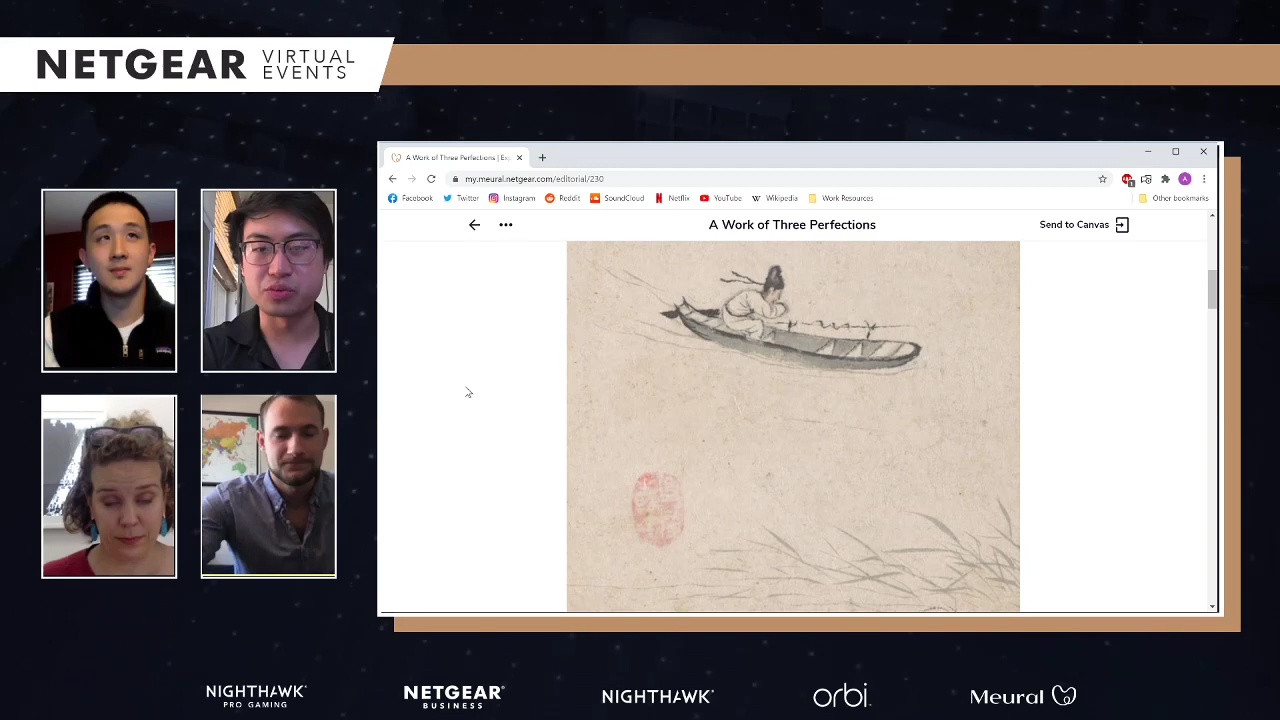 NETGEAR VIRTUAL EVENTS
A Work of Three Perfections | Ex
my.meural.netgear.com/editorial/230
Facebook Twitter Instagram Reddit SoundCloud Netflix YouTube Wikipedia Work Resources Other bookmarks
A Work of Three Perfections Send to Canvas
NIGHTHAWK PRO GAMING
NETGEAR BUSINESS
NIGHTHAWK
orbi
Meural